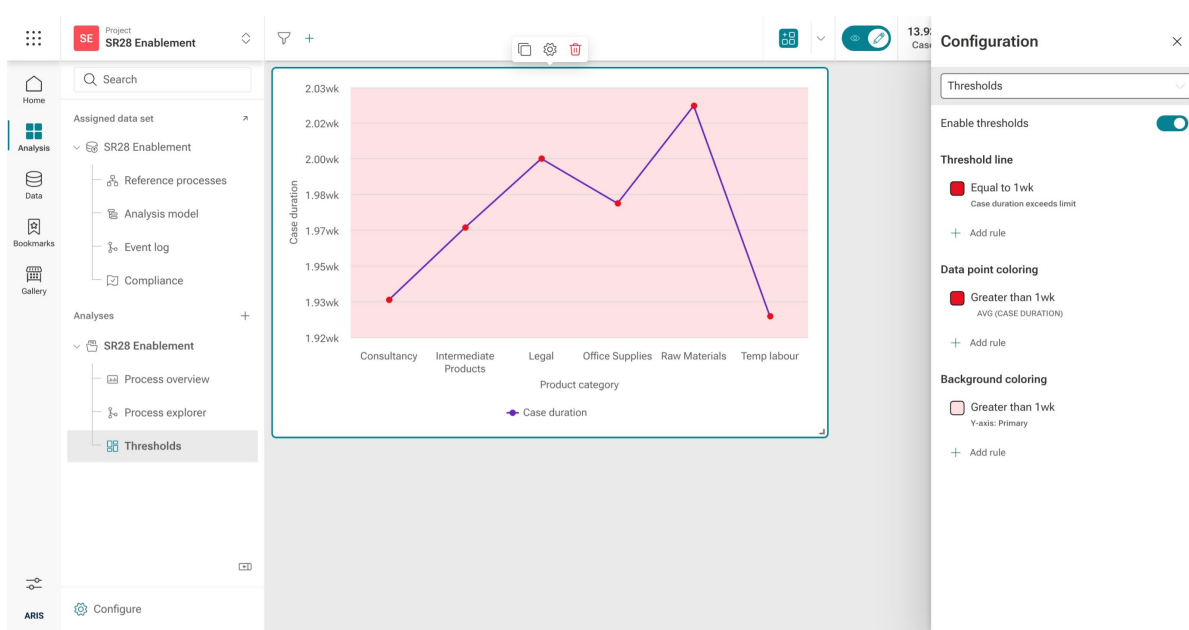 SE
Project
SR28 Enablement
Home
Analysis
Data
Bookmarks
Gallery
ARIS
Search
Assigned data set
SR28 Enablement
Reference processes
Analysis model
Event log
Compliance
Analyses
SR28 Enablement
Process overview
Process explorer
Thresholds
Configure
2.03wk
2.02wk
2.00wk
1.98wk
1.97wk
1.95wk
1.93wk
1.92wk
Case duration
Consultancy
Intermediate
Products
Legal
Office Supplies
Raw Materials
Temp labour
Product category
Case duration
Configuration
Thresholds
Enable thresholds
Threshold line
Equal to 1wk
Case duration exceeds limit
Add rule
Data point coloring
Greater than 1wk
AVG (CASE DURATION)
Add rule
Background coloring
Greater than 1wk
Y-axis: Primary
Add rule